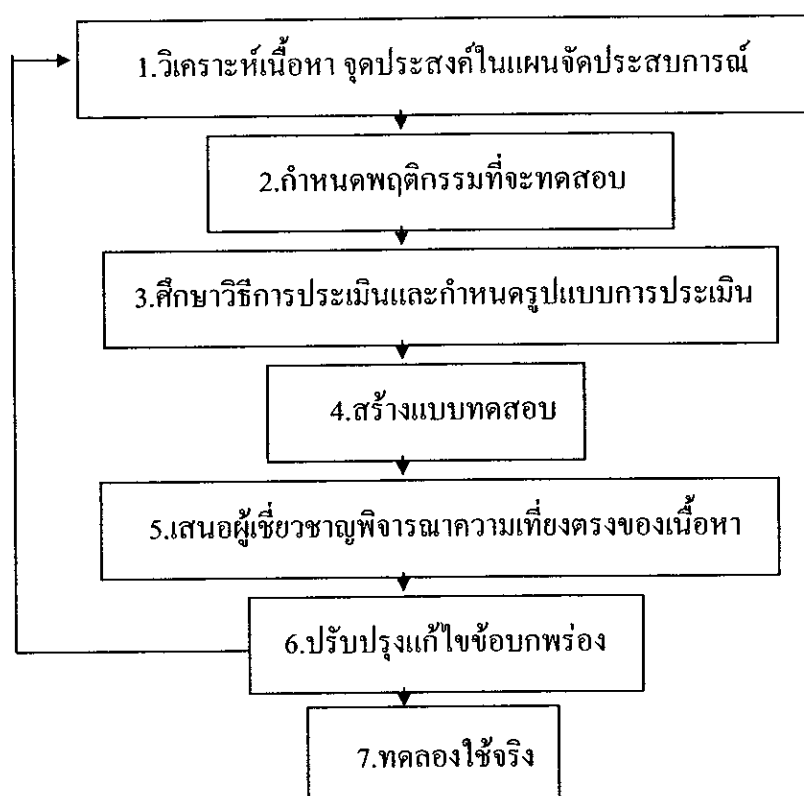 1.วิเคราะห์เนื้อหา จุดประสงค์ในแผนจัดประสบการณ์
2.กำหนดพฤติกรรมที่จะทดสอบ
3.ศึกษาวิธีการประเมินและกำหนดรูปแบบการประเมิน
4.สร้างแบบทดสอบ
5.เสนอผู้เชี่ยวชาญพิจารณาความเที่ยงตรงของเนื้อหา
6.ปรับปรุงแก้ไขข้อบกพร่อง
7.ทดลองใช้จริง